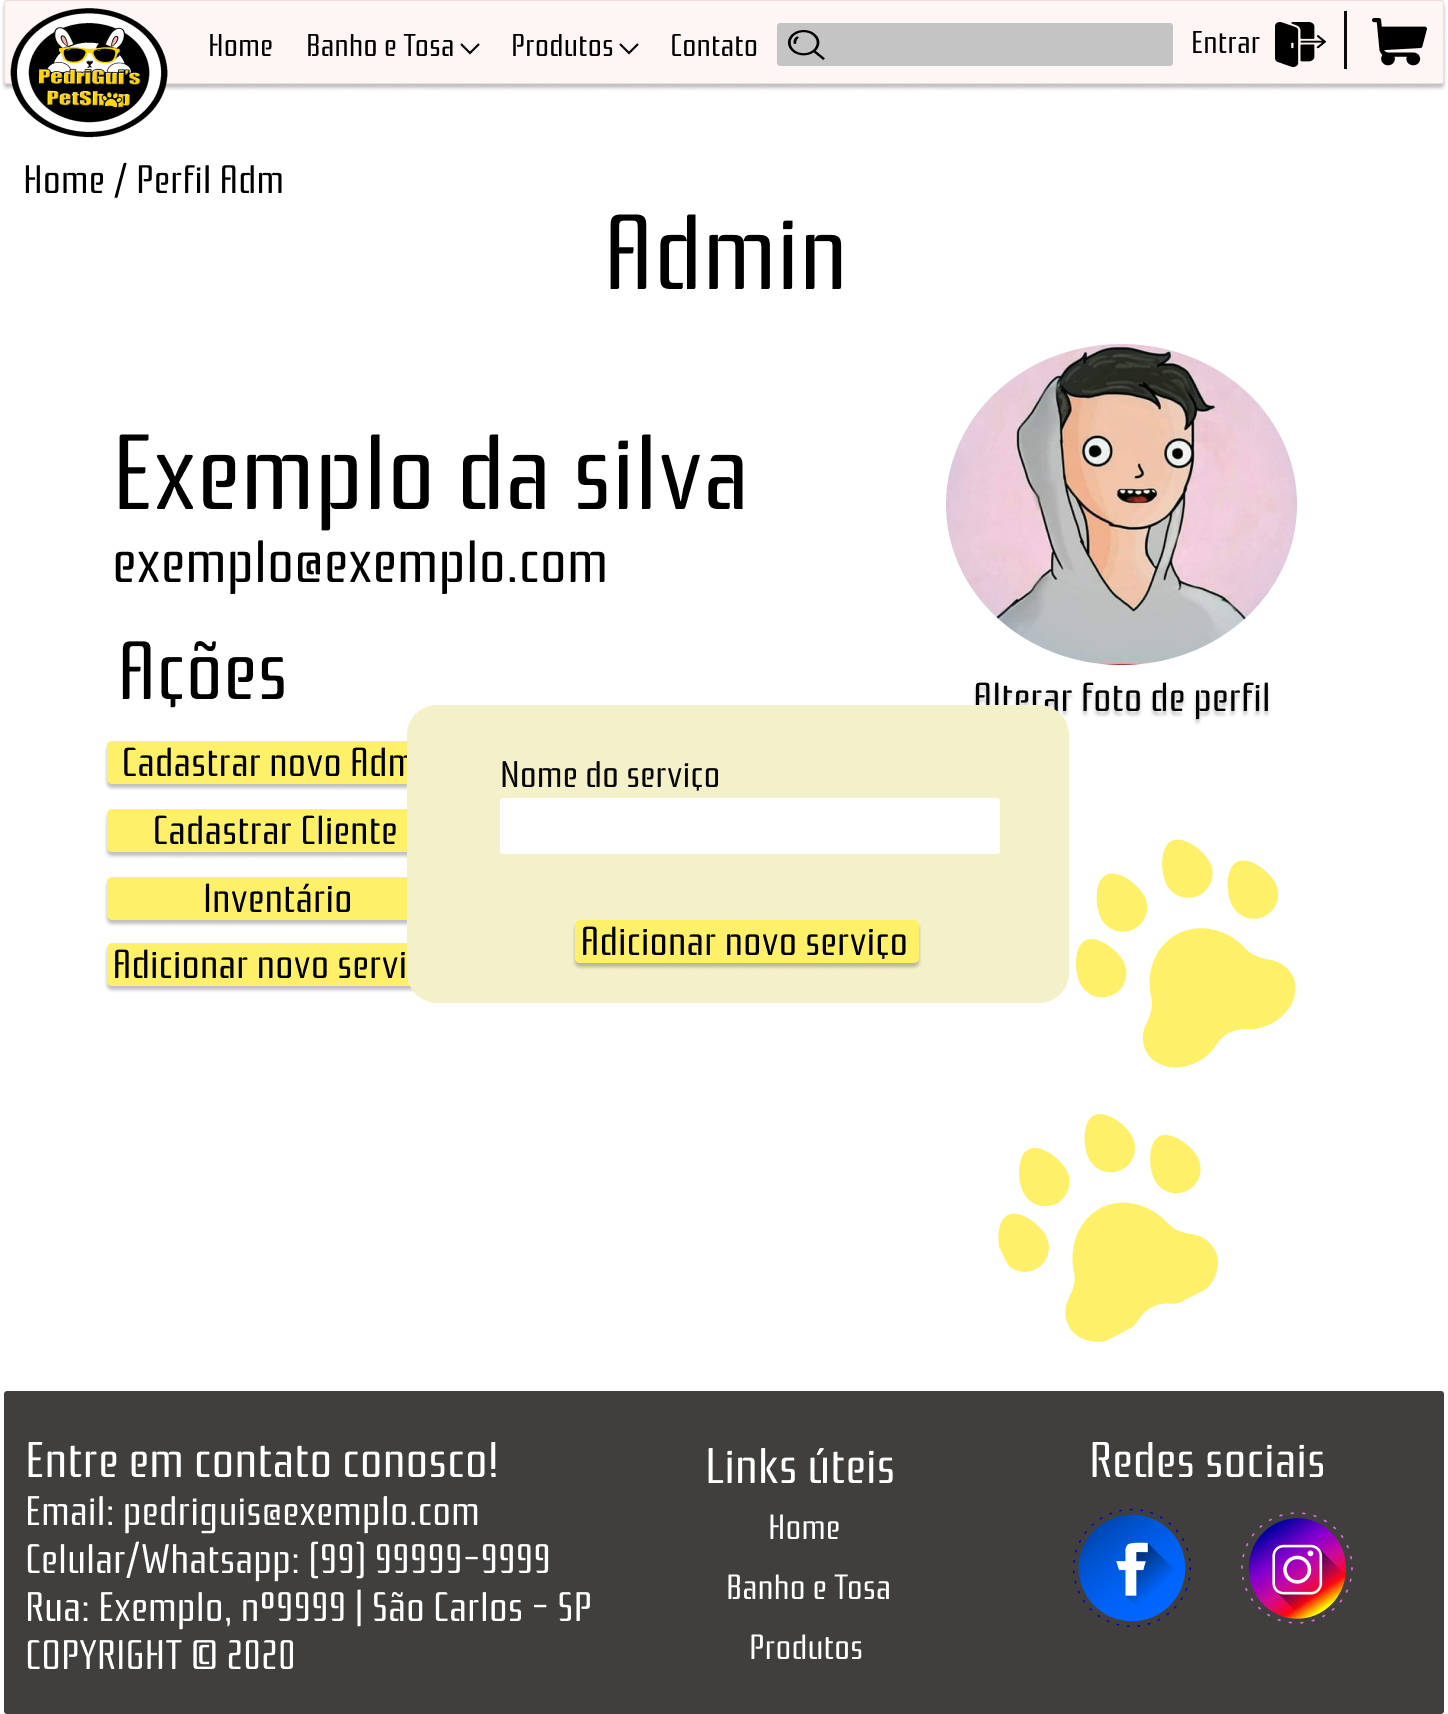 PedriGui's
PetShop
Home
Banho e Tosa
Produtos
Contato
Entrar
Home / Perfil Adm
Admin
Exemplo da silva
exemplo@exemplo.com
Ações
Alterar foto de perfil
Cadastrar novo Adm
Cadastrar Cliente
Inventário
Adicionar novo servi
Nome do serviço
Adicionar novo serviço
Entre em contato conosco!
Email: pedriguis@exemplo.com
Celular/Whatsapp: (99) 99999-9999
Rua: Exemplo, nº9999 | São Carlos - SP
COPYRIGHT © 2020
Links úteis
Home
Banho e Tosa
Produtos
Redes sociais